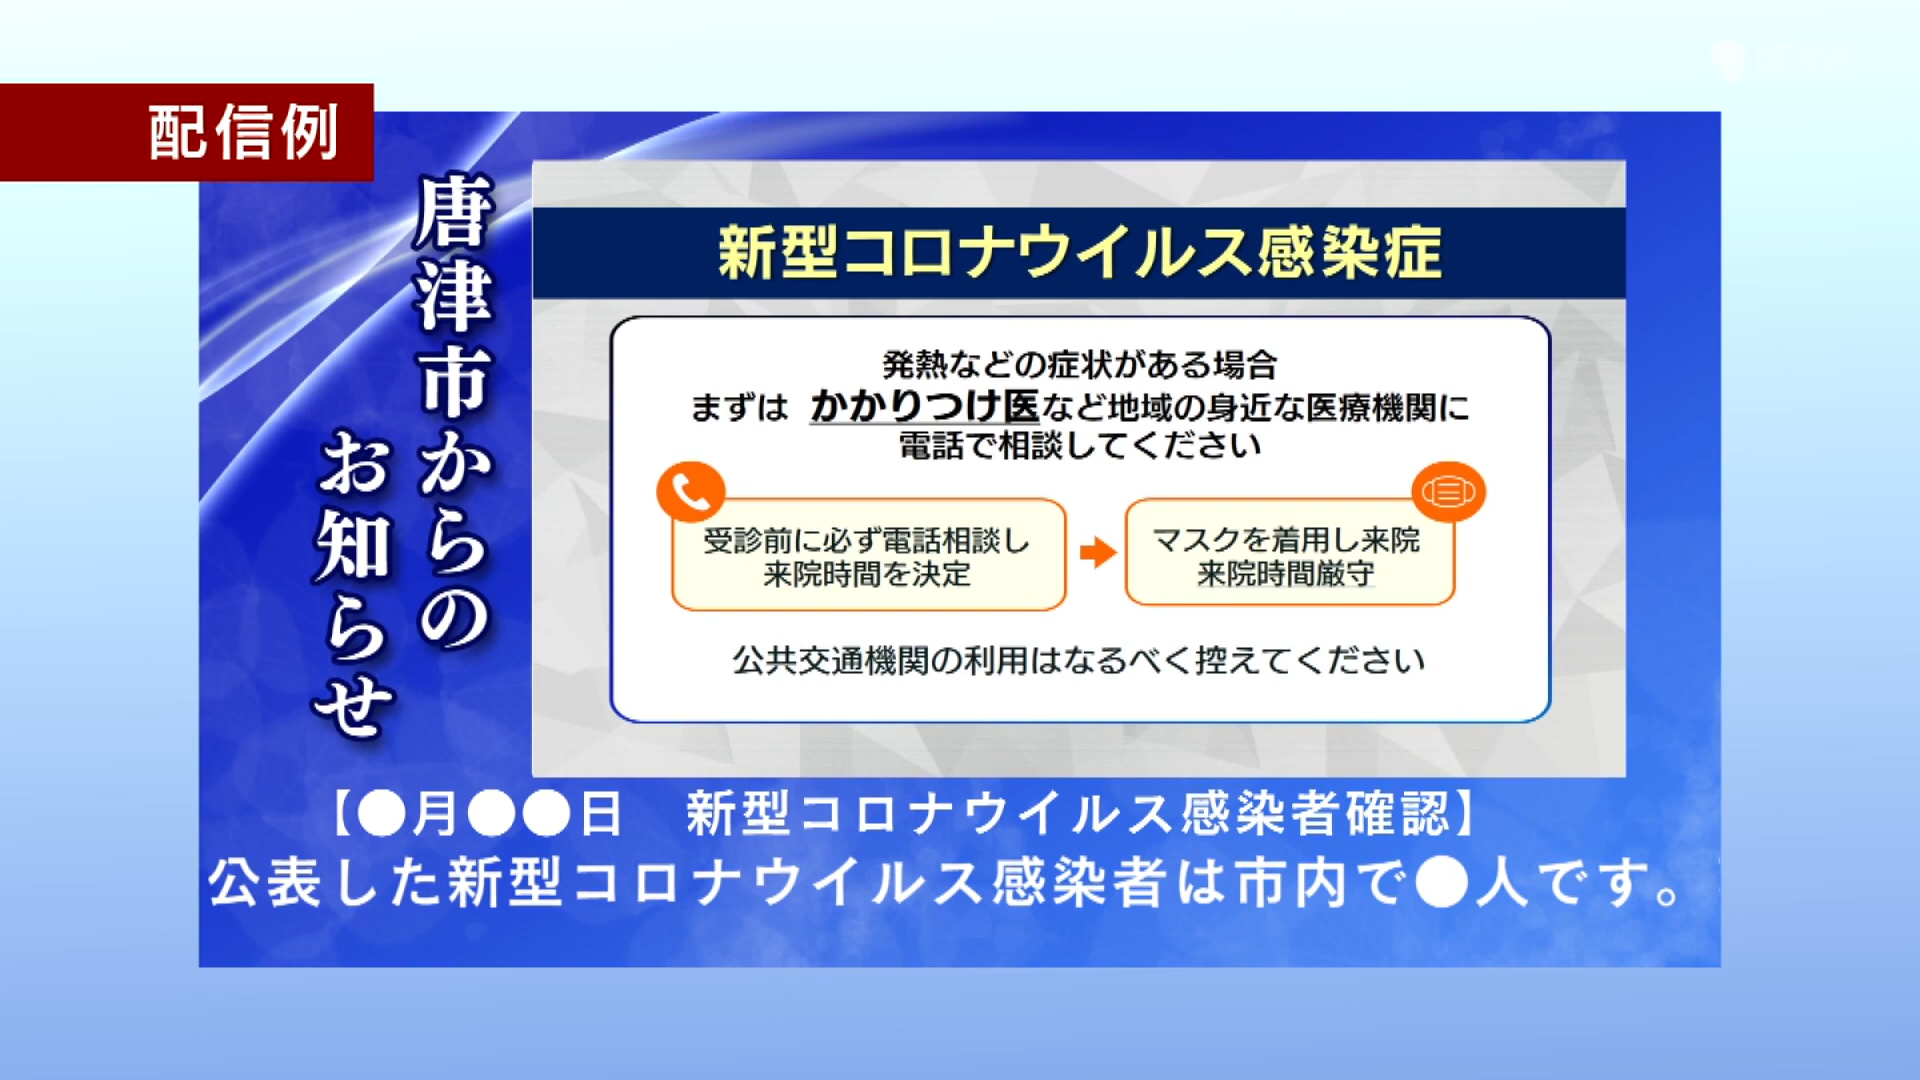 配信例
唐津市からの
お知らせ
新型コロナウイルス感染症
発熱などの症状がある場合
まずは かかりつけ医など地域の身近な医療機関に
電話で相談してください
受診前に必ず電話相談し
来院時間を決定
マスクを着用し来院
来院時間厳守
公共交通機関の利用はなるべく控えてください
【●月●●日　新型コロナウイルス感染者確認】
公表した新型コロナウイルス感染者は市内で●人です。